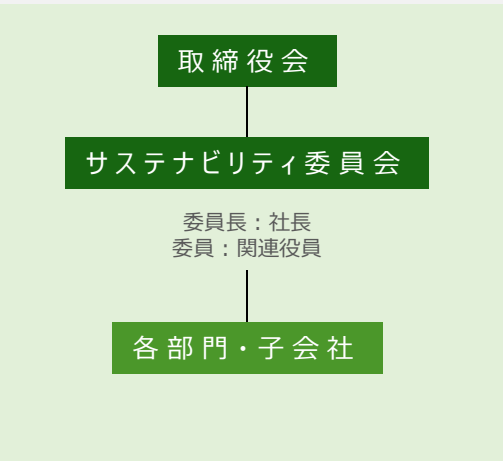 取締役会
サステナビリティ委員会
委員長：社長
委員：関連役員
各部門・子会社